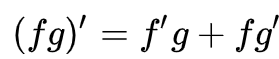 (fg)′ = f′g + fg′